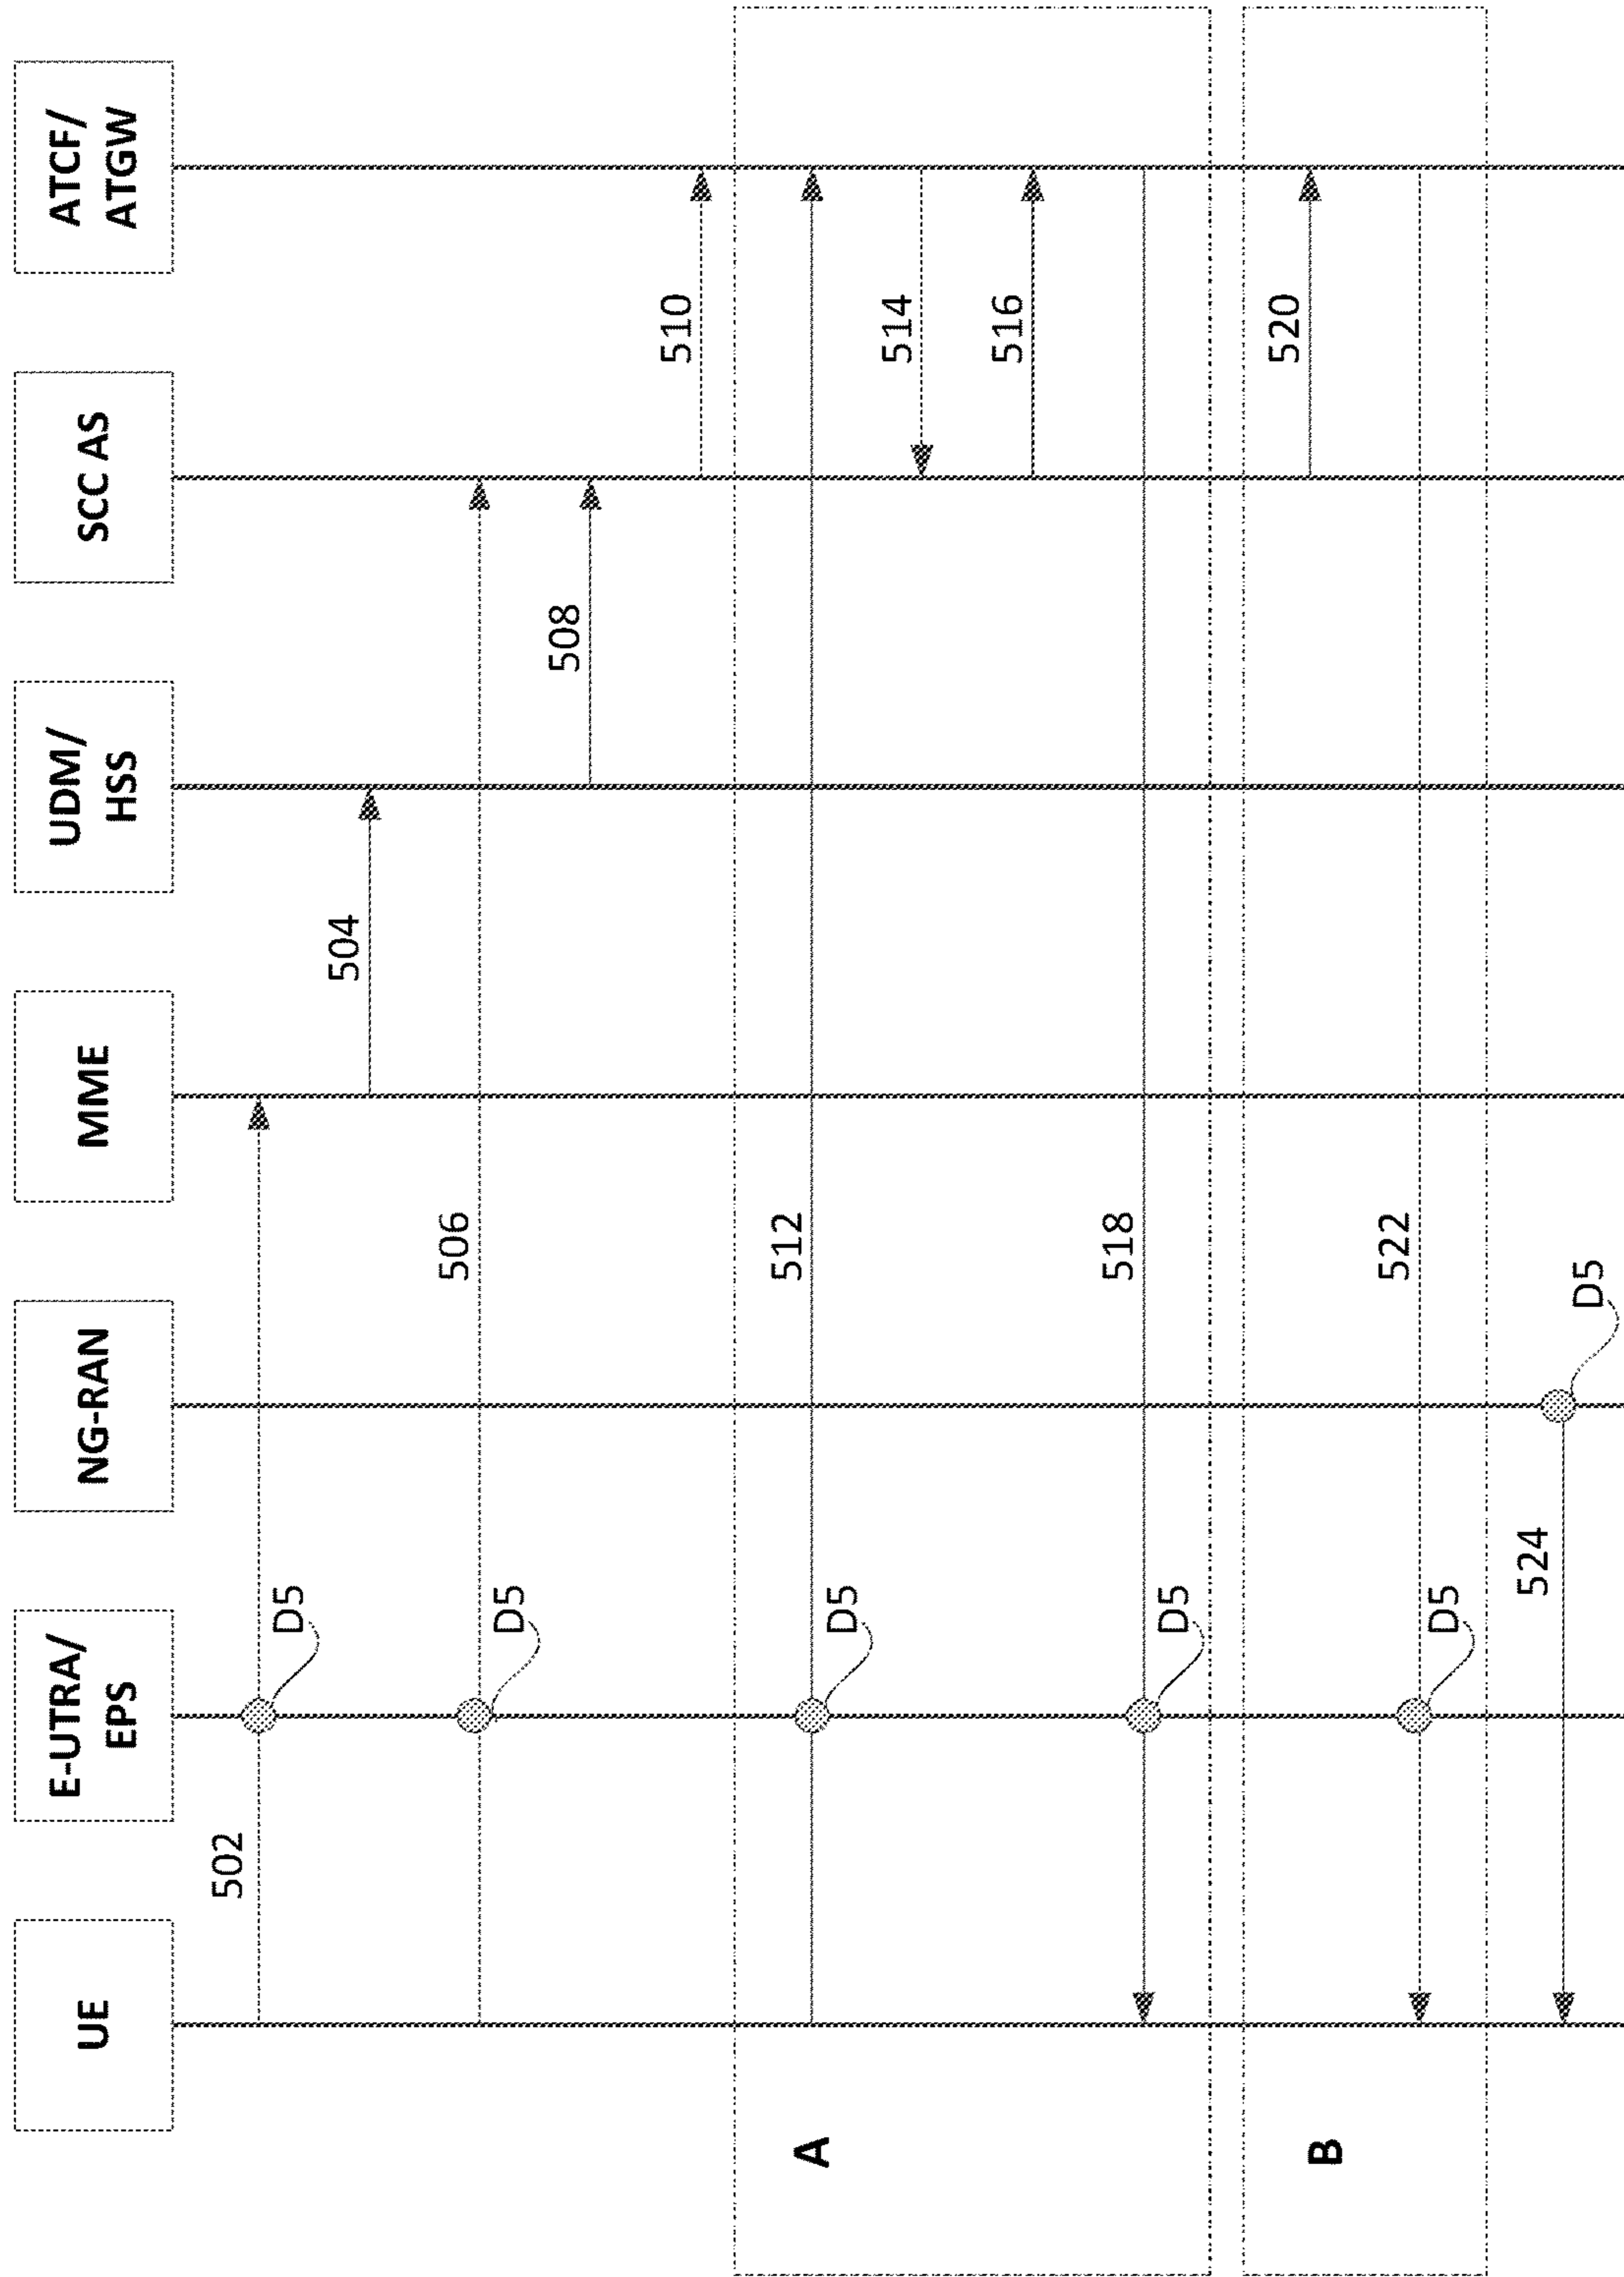 UE
E-UTRA/
EPS
NG-RAN
MME
UDM/
HSS
SCC AS
ATCF/
ATGW
502
D5
504
506
D5
508
510
A
512
D5
514
516
518
D5
B
520
522
D5
524
D5